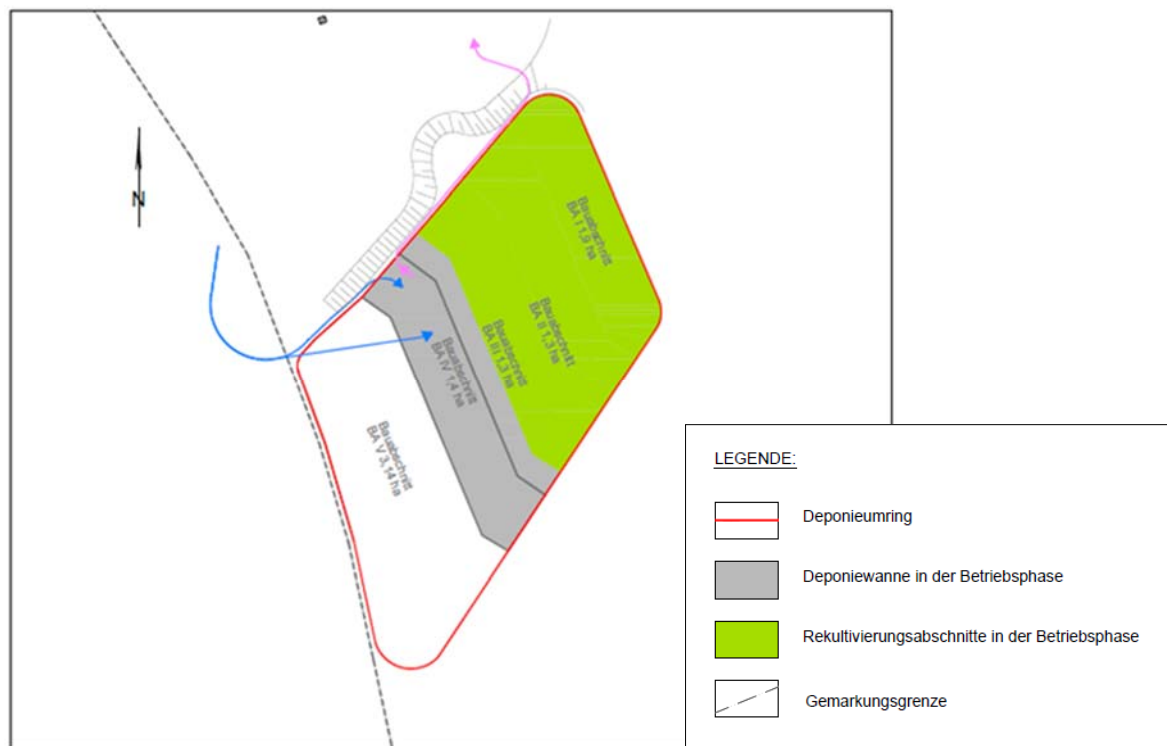 N
Bauabschnitt
BA I 1,9 ha
Bauabschnitt
BA II 1,3 ha
Bauabschnitt
BA III 1,3 ha
Bauabschnitt
BA IV 1,4 ha
Bauabschnitt
BA V 3,14 ha
LEGENDE:
Deponieumring
Deponiewanne in der Betriebsphase
Rekultivierungsabschnitte in der Betriebsphase
Gemarkungsgrenze